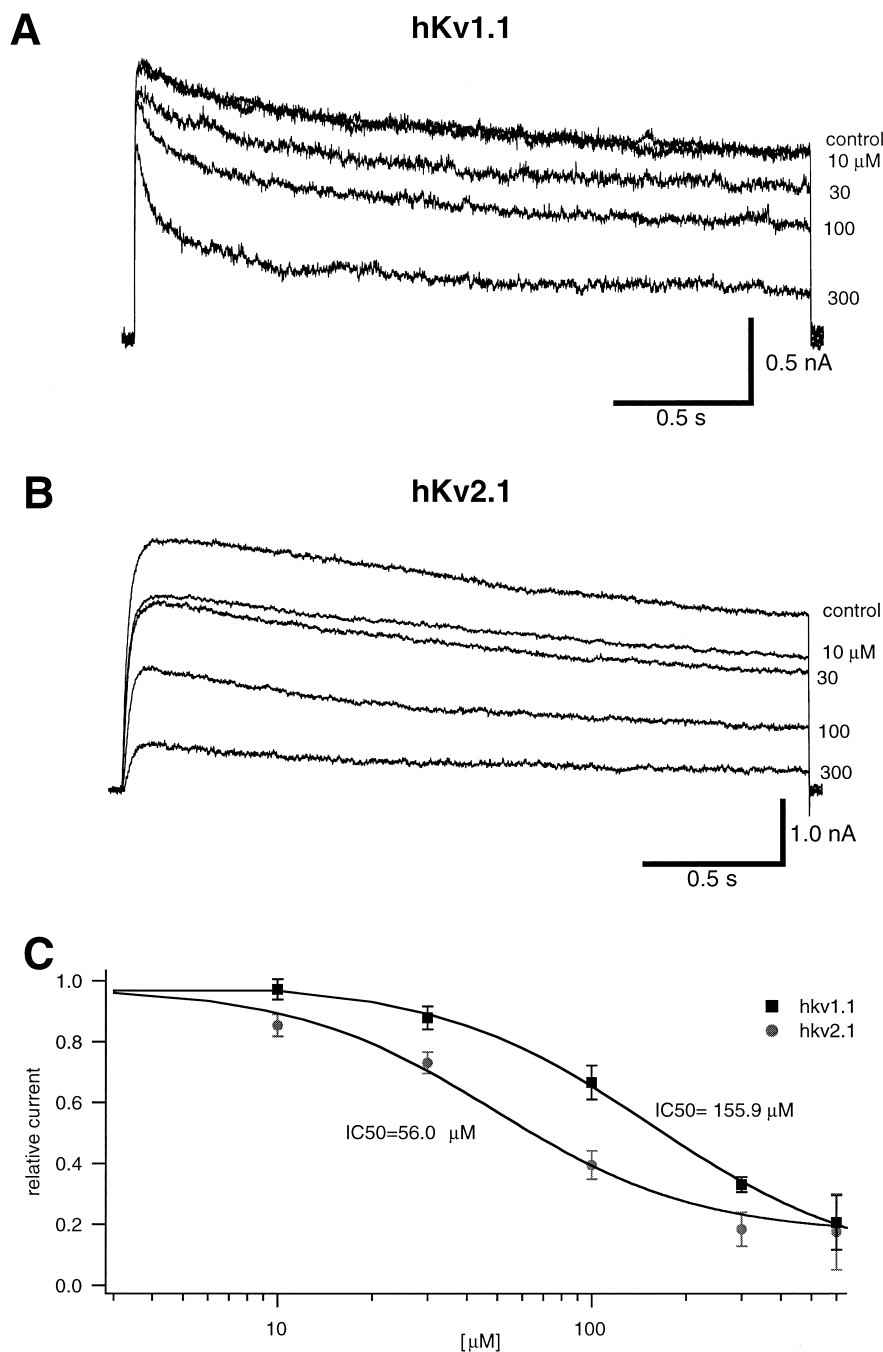 A
hKv1.1
control
10 µM
30
100
300
0.5 nA
0.5 s
B
hKv2.1
control
10 µM
30
100
300
1.0 nA
0.5 s
C
1.0
0.8
0.6
0.4
0.2
0.0
relative current
hkv1.1
hkv2.1
IC50= 155.9 µM
IC50=56.0 µM
10
100
[µM]